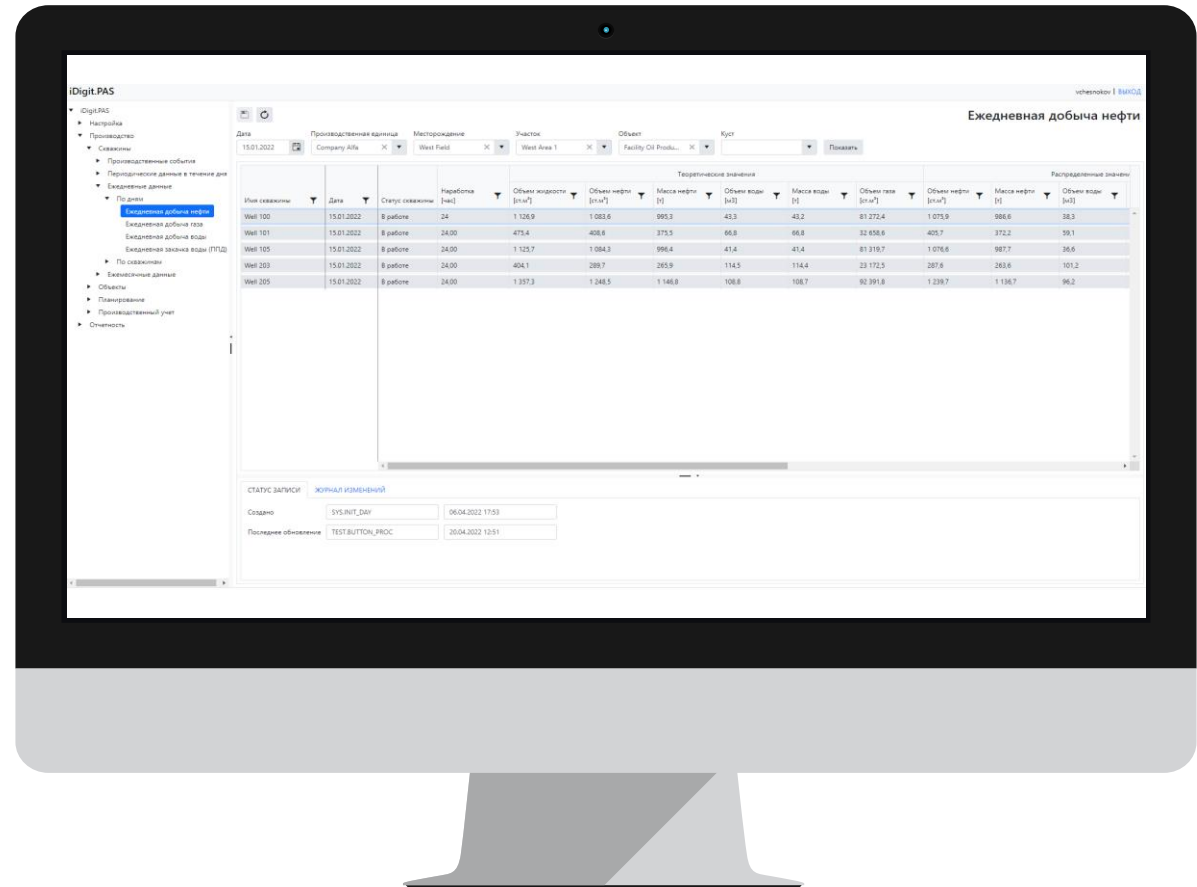 iDigit.PAS
vchesnokov | ВЫХОД
iDigit.PAS
Настройка
Производство
Скважины
Производственные события
Периодические данные в течение дня
Ежедневные данные
По дням
Ежедневная добыча нефти
Ежедневная добыча газа
Ежедневная добыча воды
Ежедневная закачка воды (ППД)
По скважинам
Ежемесячные данные
Объекты
Планирование
Производственный учет
Отчетность
Ежедневная добыча нефти
Дата Производственная единица Месторождение Участок Объект Куст
15.01.2022 Company Alfa West Field West Area 1 Facility Oil Produ... Показать
Теоретические значения Распределенные значени
Имя скважины Дата Статус скважины Наработка [час] Объем жидкости [ст.м³] Объем нефти [ст.м³] Масса нефти [т] Объем воды [м3] Масса воды [т] Объем газа [ст.м³] Объем нефти [ст.м³] Масса нефти [т] Объем воды [м3]
Well 100 15.01.2022 В работе 24 1 126,9 1 083,6 995,3 43,3 43,2 81 272,4 1 075,9 986,6 38,3
Well 101 15.01.2022 В работе 24,00 475,4 408,6 375,5 66,8 66,8 32 658,6 405,7 372,2 59,1
Well 105 15.01.2022 В работе 24,00 1 125,7 1 084,3 996,4 41,4 41,4 81 319,7 1 076,6 987,7 36,6
Well 203 15.01.2022 В работе 24,00 404,1 289,7 265,9 114,5 114,4 23 172,5 287,6 263,6 101,2
Well 205 15.01.2022 В работе 24,00 1 357,3 1 248,5 1 146,8 108,8 108,7 92 391,8 1 239,7 1 136,7 96,2
СТАТУС ЗАПИСИ ЖУРНАЛ ИЗМЕНЕНИЙ
Создано SYS.INIT_DAY 06.04.2022 17:53
Последнее обновление TEST.BUTTON_PROC 20.04.2022 12:51